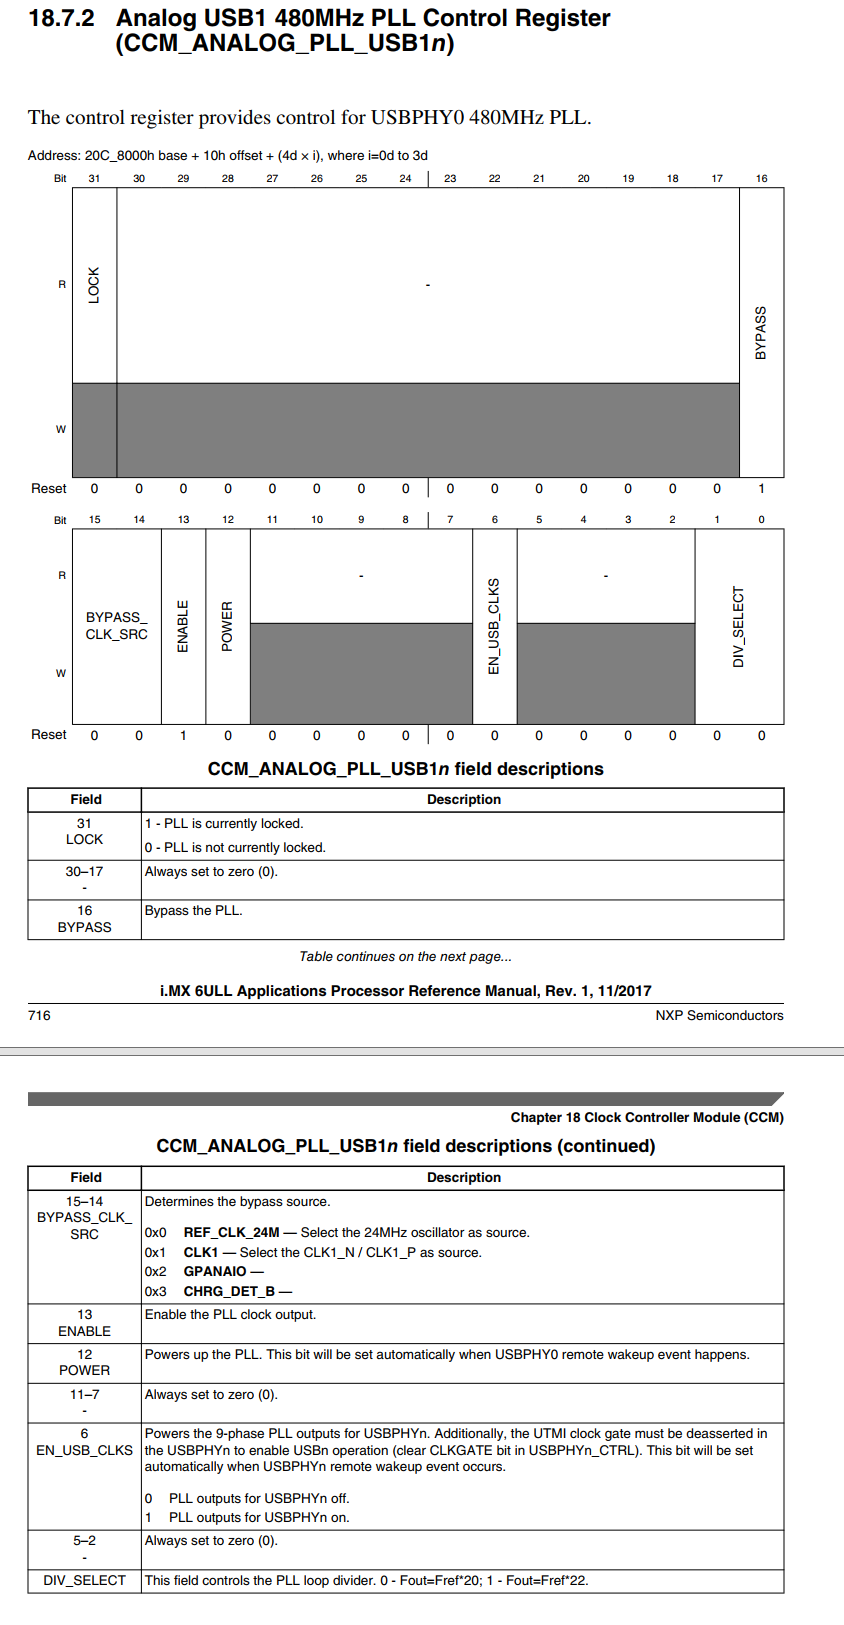 18.7.2 Analog USB1 480MHz PLL Control Register
(CCM_ANALOG_PLL_USB1n)
The control register provides control for USBPHY0 480MHz PLL.
Address: 20C_8000h base + 10h offset + (4d × i), where i=0d to 3d
Bit 31 30 29 28 27 26 25 24 23 22 21 20 19 18 17 16
R LOCK - BYPASS
W
Reset 0 0 0 0 0 0 0 0 0 0 0 0 0 0 0 1
Bit 15 14 13 12 11 10 9 8 7 6 5 4 3 2 1 0
R BYPASS_CLK_SRC ENABLE POWER - EN_USB_CLKS - DIV_SELECT
W
Reset 0 0 1 0 0 0 0 0 0 0 0 0 0 0 0 0
CCM_ANALOG_PLL_USB1n field descriptions
Field Description
31
LOCK
1 - PLL is currently locked.
0 - PLL is not currently locked.
30–17
-
Always set to zero (0).
16
BYPASS
Bypass the PLL.
Table continues on the next page...
i.MX 6ULL Applications Processor Reference Manual, Rev. 1, 11/2017
716 NXP Semiconductors
Chapter 18 Clock Controller Module (CCM)
CCM_ANALOG_PLL_USB1n field descriptions (continued)
Field Description
15–14
BYPASS_CLK_
SRC
Determines the bypass source.
0x0 REF_CLK_24M — Select the 24MHz oscillator as source.
0x1 CLK1 — Select the CLK1_N / CLK1_P as source.
0x2 GPANAIO —
0x3 CHRG_DET_B —
13
ENABLE
Enable the PLL clock output.
12
POWER
Powers up the PLL. This bit will be set automatically when USBPHY0 remote wakeup event happens.
11–7
-
Always set to zero (0).
6
EN_USB_CLKS
Powers the 9-phase PLL outputs for USBPHYn. Additionally, the UTMI clock gate must be deasserted in
the USBPHYn to enable USBn operation (clear CLKGATE bit in USBPHYn_CTRL). This bit will be set
automatically when USBPHYn remote wakeup event occurs.
0 PLL outputs for USBPHYn off.
1 PLL outputs for USBPHYn on.
5–2
-
Always set to zero (0).
DIV_SELECT This field controls the PLL loop divider. 0 - Fout=Fref*20; 1 - Fout=Fref*22.